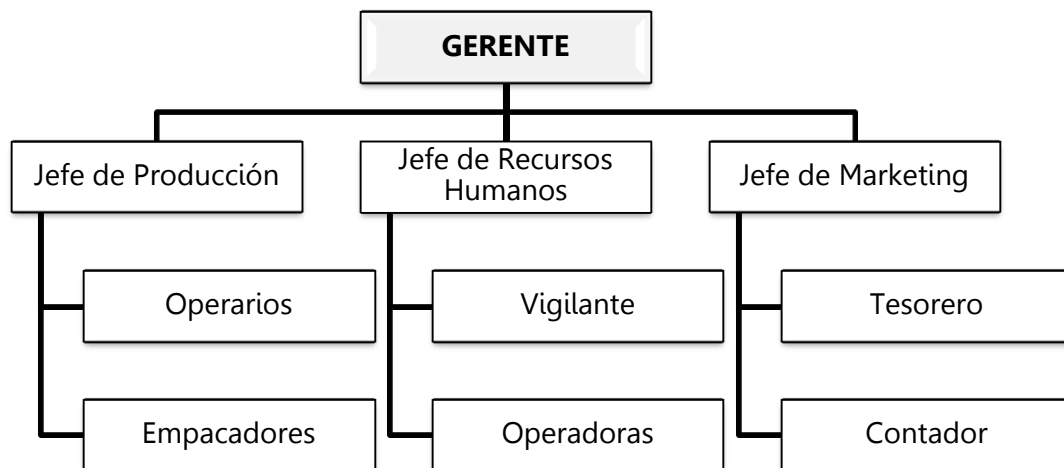 GERENTE
Jefe de Producción
Jefe de Recursos
Humanos
Jefe de Marketing
Operarios
Vigilante
Tesorero
Empacadores
Operadoras
Contador